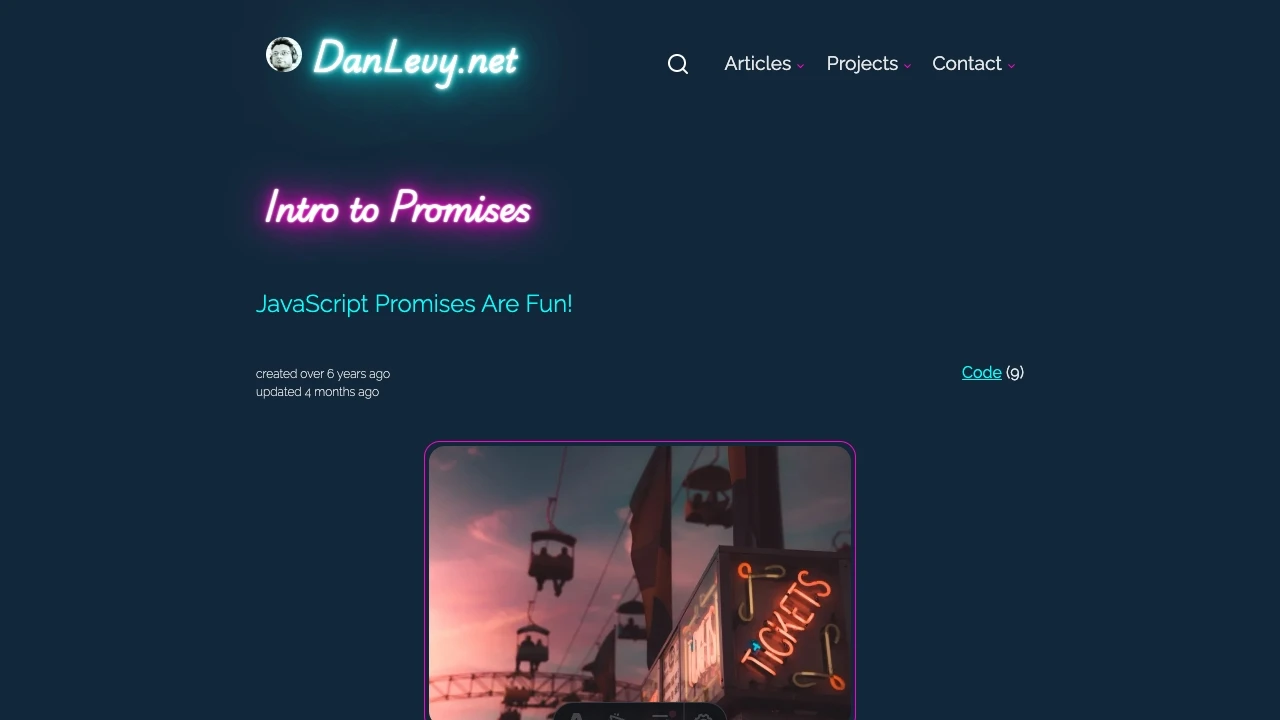 DanLevy.net
Articles
Projects
Contact
Intro to Promises
JavaScript Promises Are Fun!
created over 6 years ago
updated 4 months ago
Code (9)
TICKETS